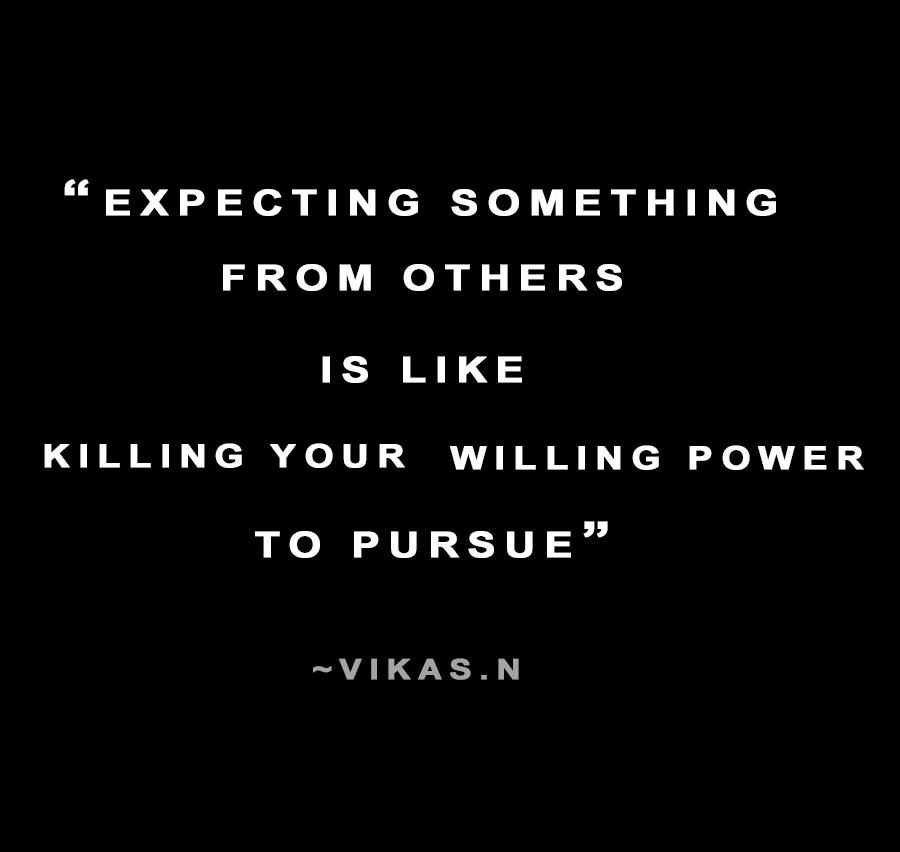 “EXPECTING SOMETHING
FROM OTHERS
IS LIKE
KILLING YOUR WILLING POWER
TO PURSUE”
~VIKAS.N